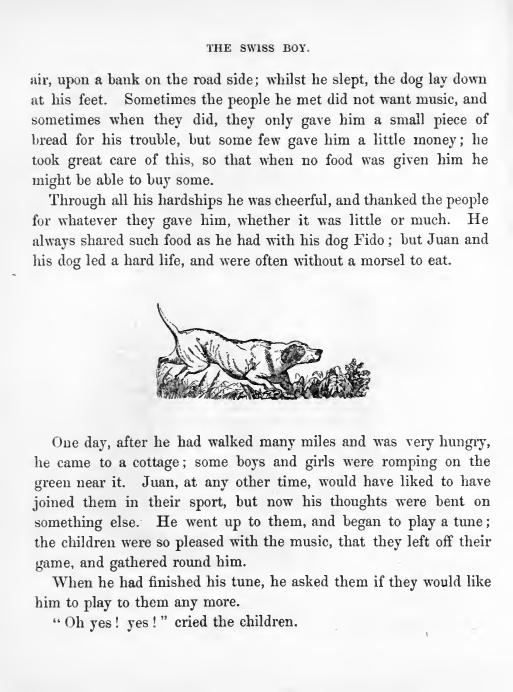 THE SWISS BOY.
air, upon a bank on the road side; whilst he slept, the dog lay down
at his feet. Sometimes the people he met did not want music, and
sometimes when they did, they only gave him a small piece of
bread for his trouble, but some few gave him a little money; he
took great care of this, so that when no food was given him he
might be able to buy some.
Through all his hardships he was cheerful, and thanked the people
for whatever they gave him, whether it was little or much. He
always shared such food as he had with his dog Fido; but Juan and
his dog led a hard life, and were often without a morsel to eat.
One day, after he had walked many miles and was very hungry,
he came to a cottage; some boys and girls were romping on the
green near it. Juan, at any other time, would have liked to have
joined them in their sport, but now his thoughts were bent on
something else. He went up to them, and began to play a tune;
the children were so pleased with the music, that they left off their
game, and gathered round him.
When he had finished his tune, he asked them if they would like
him to play to them any more.
“ Oh yes! yes!” cried the children.